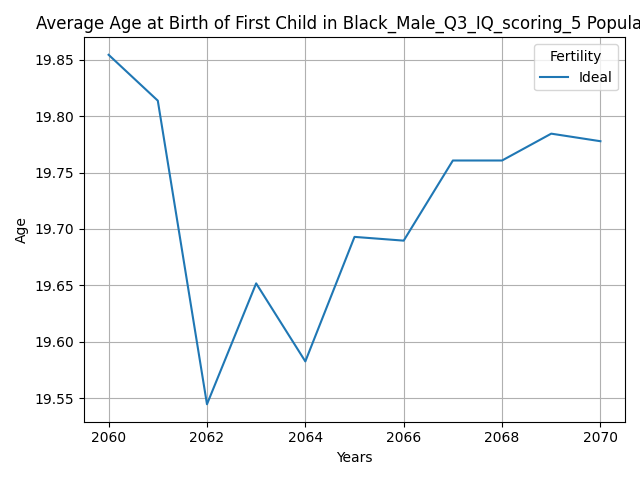 Average Age at Birth of First Child in Black_Male_Q3_IQ_scoring_5 Popula
Fertility
Ideal
Age
19.85
19.80
19.75
19.70
19.65
19.60
19.55
2060 2062 2064 2066 2068 2070
Years